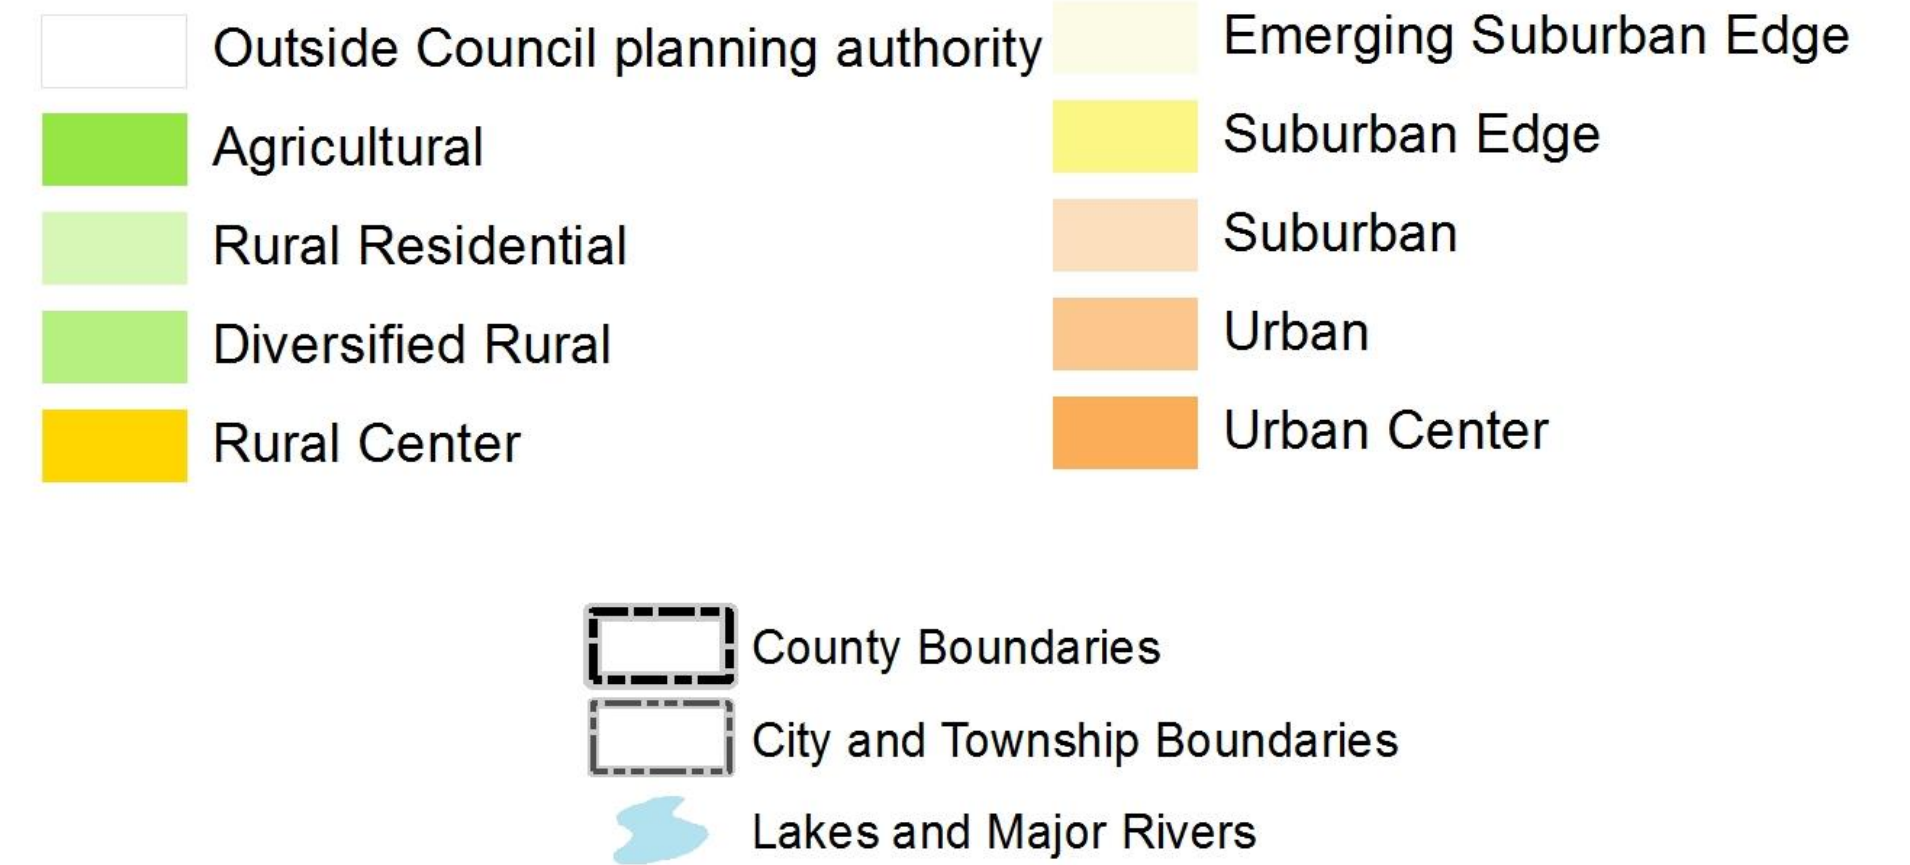 Outside Council planning authority
Agricultural
Rural Residential
Diversified Rural
Rural Center
Emerging Suburban Edge
Suburban Edge
Suburban
Urban
Urban Center
County Boundaries
City and Township Boundaries
Lakes and Major Rivers